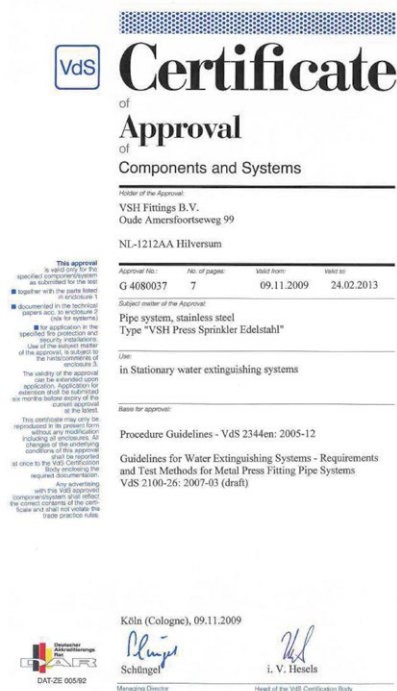 VdS
Certificate
of
Approval
of
Components and Systems
Holder of the Approval:
VSH Fittings B.V.
Oude Amersfoortseweg 99
NL-1212AA Hilversum
Approval No.: No. of pages: Valid from: Valid to:
G 4080037 7 09.11.2009 24.02.2013
Subject matter of the Approval:
Pipe system, stainless steel
Type "VSH Press Sprinkler Edelstahl"
Use:
in Stationary water extinguishing systems
Basis for approval:
Procedure Guidelines - VdS 2344en: 2005-12
Guidelines for Water Extinguishing Systems - Requirements
and Test Methods for Metal Press Fitting Pipe Systems
VdS 2100-26: 2007-03 (draft)
This approval
is valid only for the
specified component/system
as submitted for the test
together with the parts listed
in enclosure 1
documented in the technical
papers acc. to enclosure 2
(n/a for systems)
for application in the
specified fire protection and
security installations.
Use of the subject matter
of the approval, is subject to
the hints/comments of
enclosure 3.
The validity of the approval
can be extended upon
application. Application for
extension shall be submitted
six months before expiry of the
current approval
at the latest.
This certificate may only be
reproduced in its present form
without any modification
including all enclosures. All
changes of the underlying
conditions of this approval
shall be reported
at once to the VdS Certification
Body enclosing the
required documentation.
Any advertising
with this VdS approved
component/system shall reflect
the correct contents of the certi-
ficate and shall not violate the
trade practice rules.
Köln (Cologne), 09.11.2009
Schüngel i. V. Hesels
Managing Director Head of the VdS Certification Body
Deutscher
Akkreditierungs
Rat
DAR
DAT-ZE 005/92